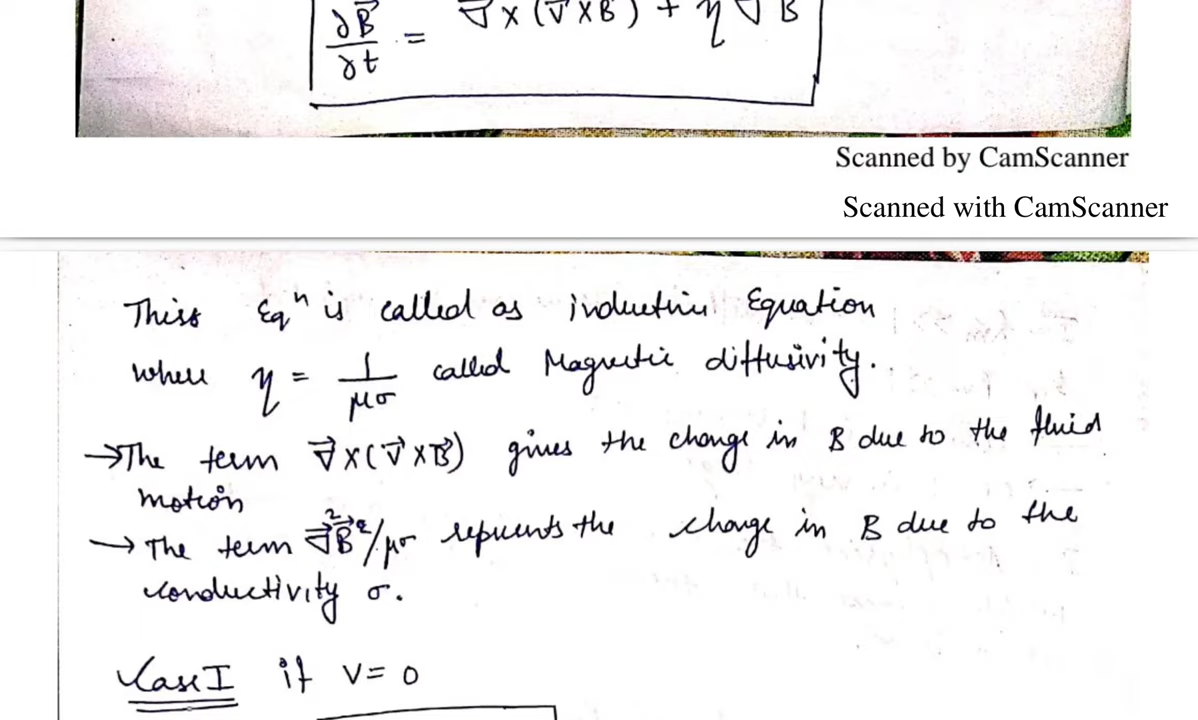 ∂B⃗/∂t = ∇⃗ × (V⃗ × B⃗) + η ∇² B⃗
Scanned by CamScanner
Scanned with CamScanner
This Eqⁿ is called as induction Equation
where η = 1/μσ called Magnetic diffusivity.
→The term ∇⃗×(V⃗×B⃗) gives the change in B due to the fluid
motion
→ The term ∇⃗²B⃗/μσ represents the change in B due to the
conductivity σ.
Case I if V = 0